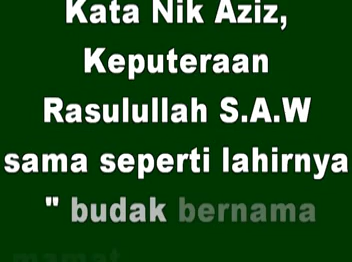 Kata Nik Aziz,
Keputeraan
Rasulullah S.A.W
sama seperti lahirnya
" budak bernama